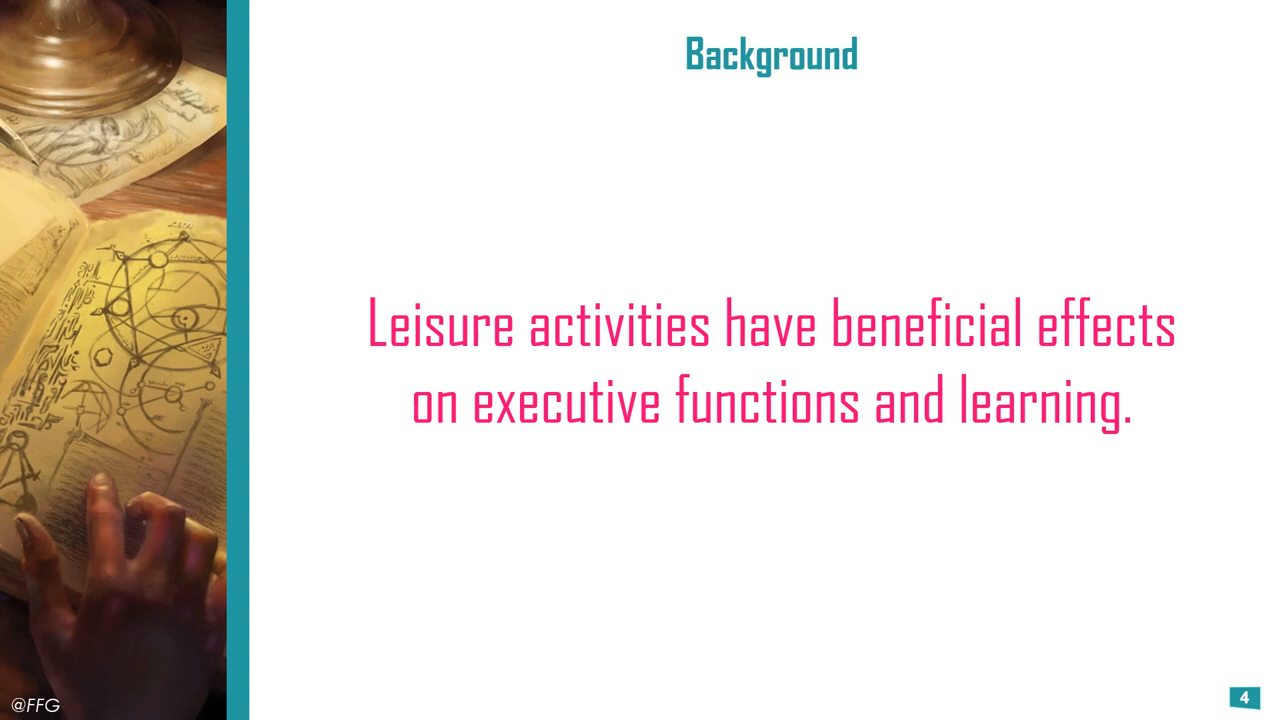 Background
Leisure activities have beneficial effects
on executive functions and learning.
@FFG
4